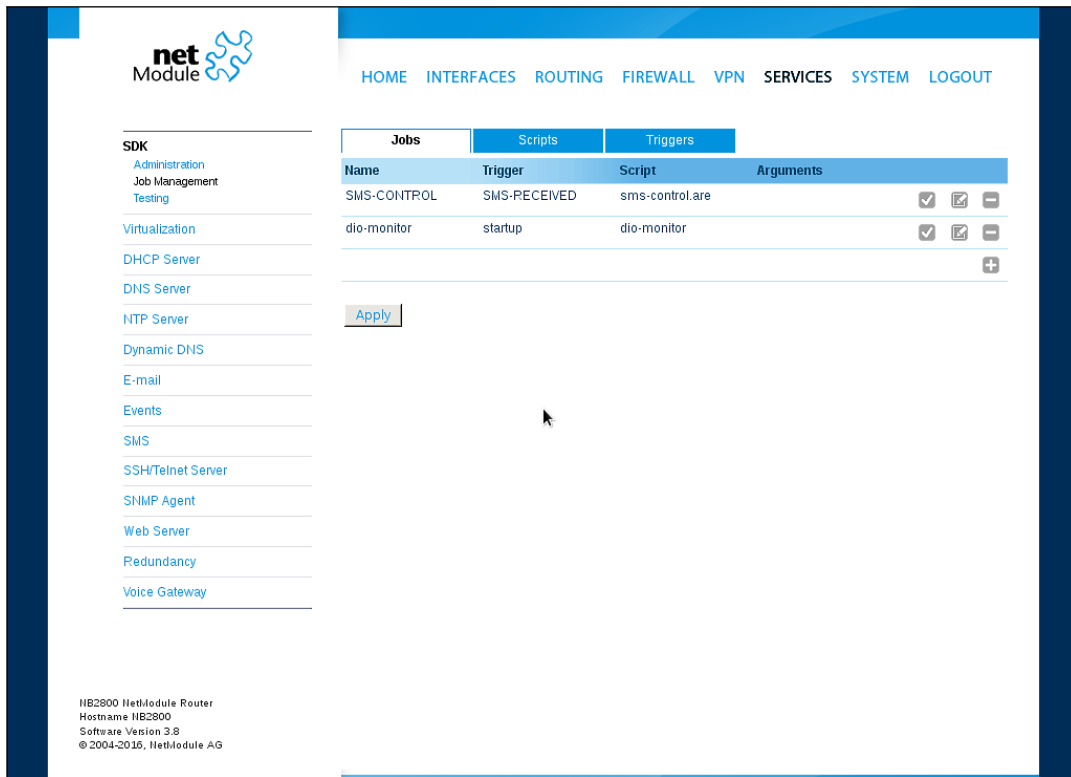 net
Module
HOME INTERFACES ROUTING FIREWALL VPN SERVICES SYSTEM LOGOUT
SDK
Administration
Job Management
Testing
Virtualization
DHCP Server
DNS Server
NTP Server
Dynamic DNS
E-mail
Events
SMS
SSH/Telnet Server
SNMP Agent
Web Server
Redundancy
Voice Gateway
Jobs Scripts Triggers
Name Trigger Script Arguments
SMS-CONTROL SMS-RECEIVED sms-control.are
dio-monitor startup dio-monitor
Apply
NB2800 NetModule Router
Hostname NB2800
Software Version 3.8
© 2004-2016, NetModule AG